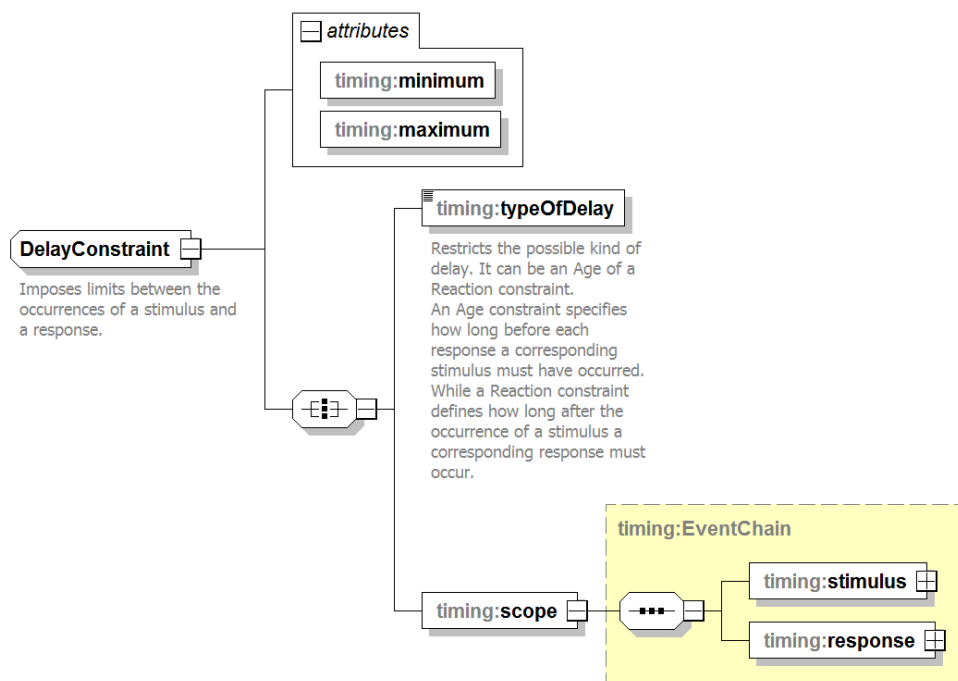 attributes
timing:minimum
timing:maximum
timing:typeOfDelay
Restricts the possible kind of
delay. It can be an Age of a
Reaction constraint.
An Age constraint specifies
how long before each
response a corresponding
stimulus must have occurred.
While a Reaction constraint
defines how long after the
occurrence of a stimulus a
corresponding response must
occur.
DelayConstraint
Imposes limits between the
occurrences of a stimulus and
a response.
timing:EventChain
timing:scope
timing:stimulus
timing:response